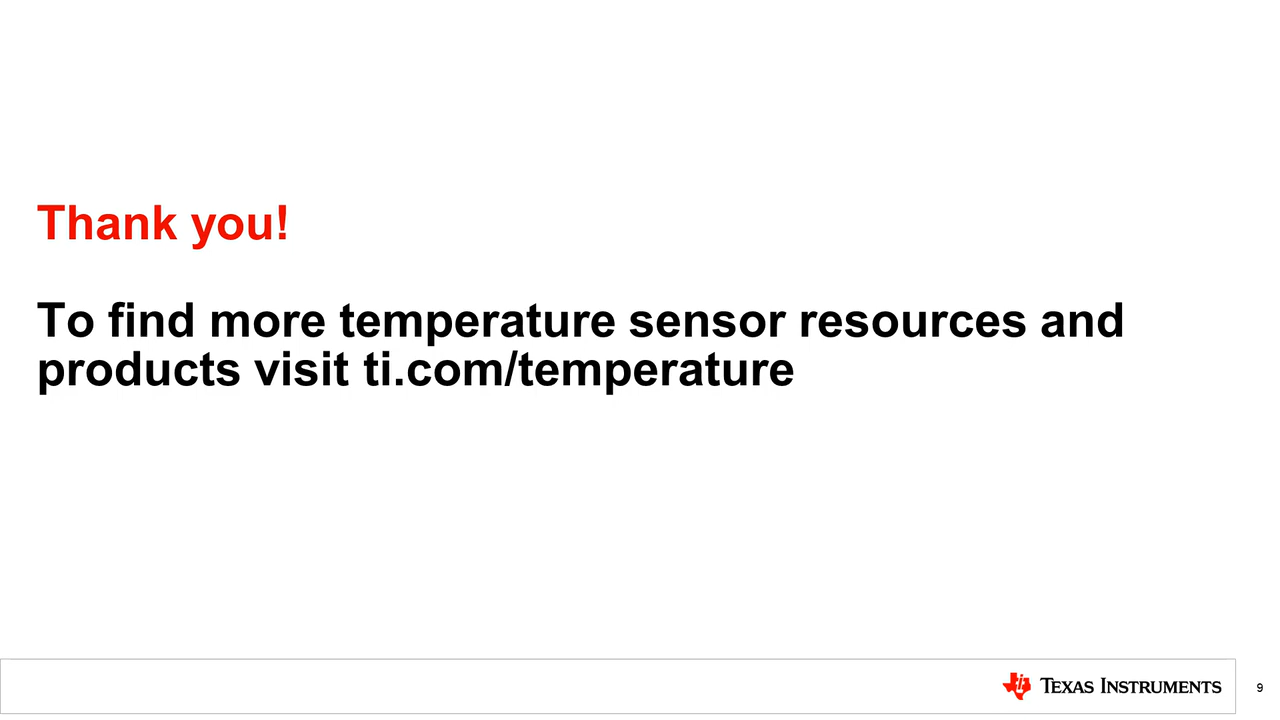 Thank you!
To find more temperature sensor resources and
products visit ti.com/temperature
TEXAS INSTRUMENTS
9